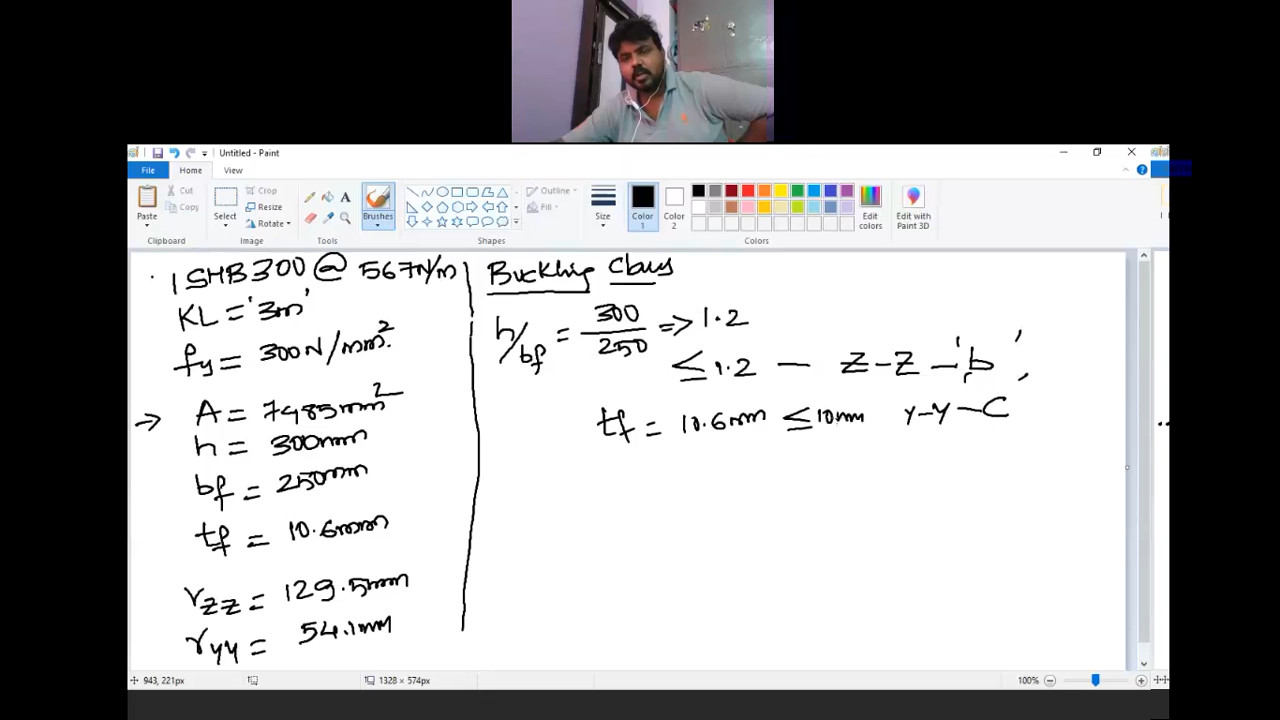 Untitled - Paint
File Home View
Paste Cut Copy Clipboard
Select Crop Resize Rotate Image
Tools
Brushes
Shapes
Outline Fill
Size
Color 1 Color 2
Colors
Edit colors
Edit with Paint 3D
ISHB300 @ 567N/m
KL = '3m'
fy = 300N/mm².
→ A = 7485mm²
h = 300mm
bf = 250mm
tf = 10.6mm
rzz = 129.5mm
ryy = 54.1mm
Buckling Class
h/bf = 300/250 => 1.2
≤ 1.2 — Z-Z — 'b'
tf = 10.6mm ≤ 10mm Y-Y - C
943, 221px
1328 × 574px
100%